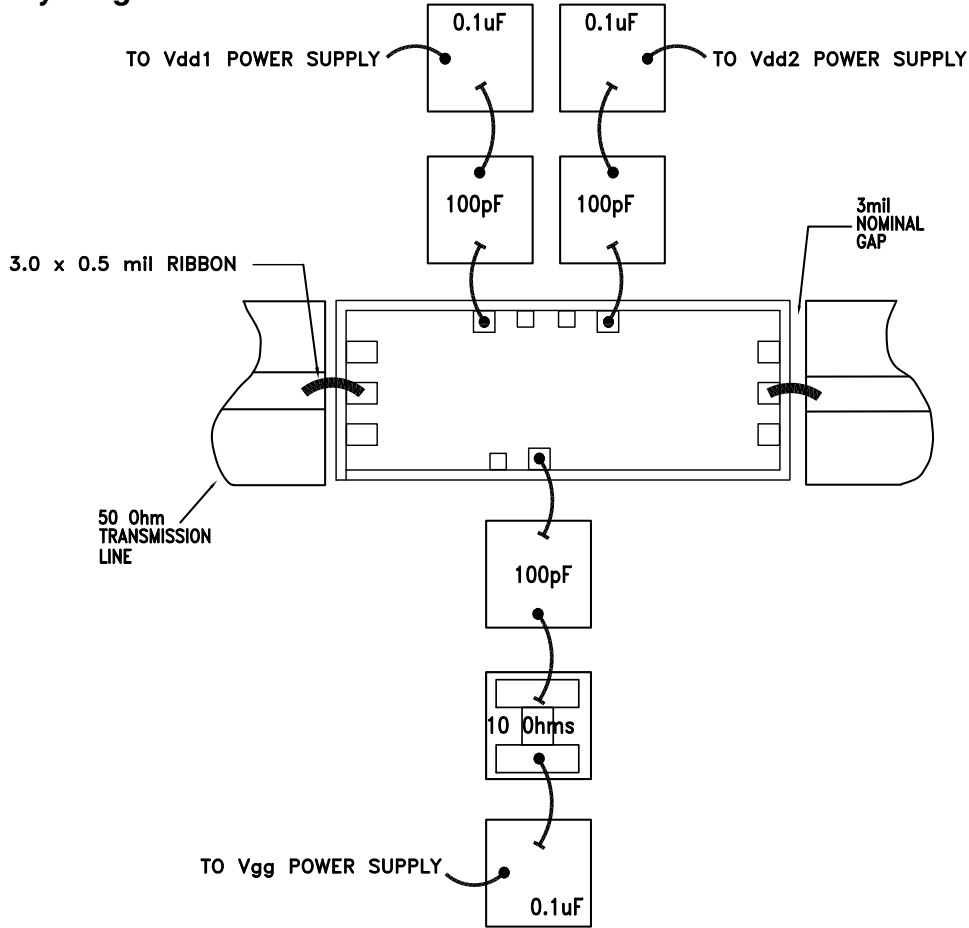 0.1uF
0.1uF
TO Vdd1 POWER SUPPLY
TO Vdd2 POWER SUPPLY
100pF
100pF
3mil
NOMINAL
GAP
3.0 x 0.5 mil RIBBON
50 Ohm
TRANSMISSION
LINE
100pF
10 Ohms
TO Vgg POWER SUPPLY
0.1uF